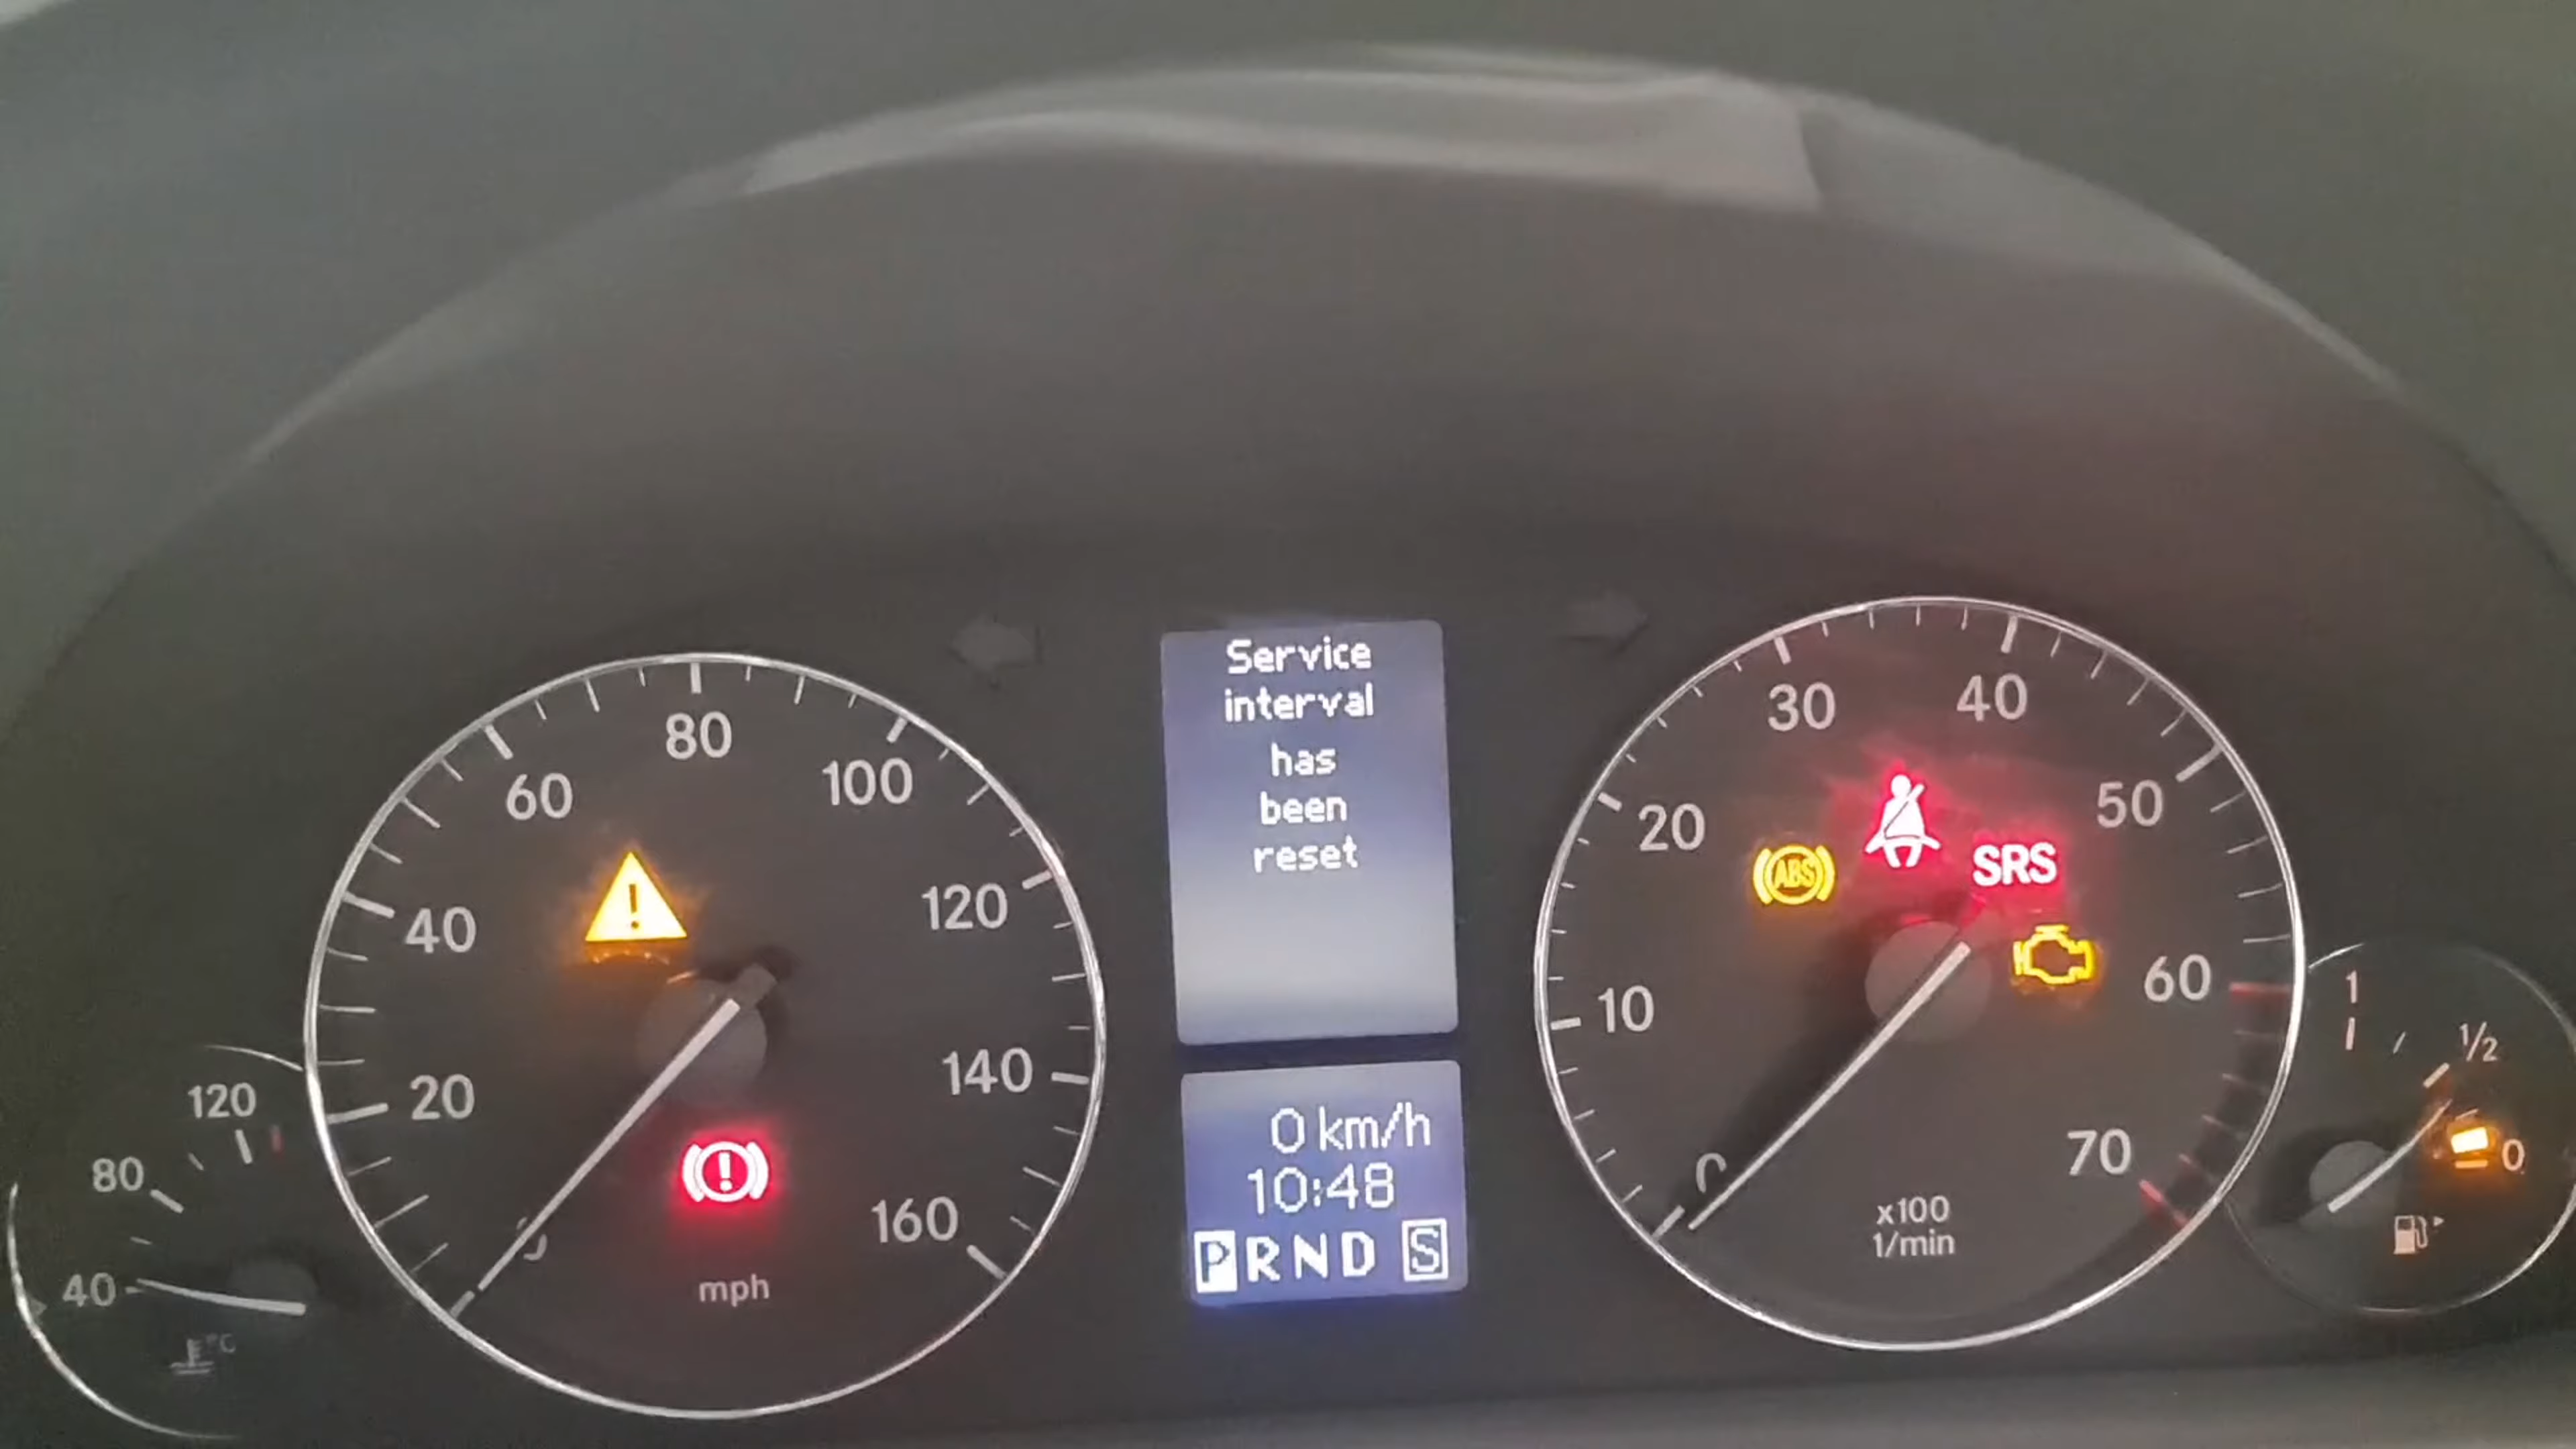 Service
interval
has
been
reset
0 km/h
10:48
P R N D S
20
40
60
80
100
120
140
160
mph
10
20
30
40
50
60
70
x100
1/min
ABS
SRS
120
80
40
°C
1
1/2
0